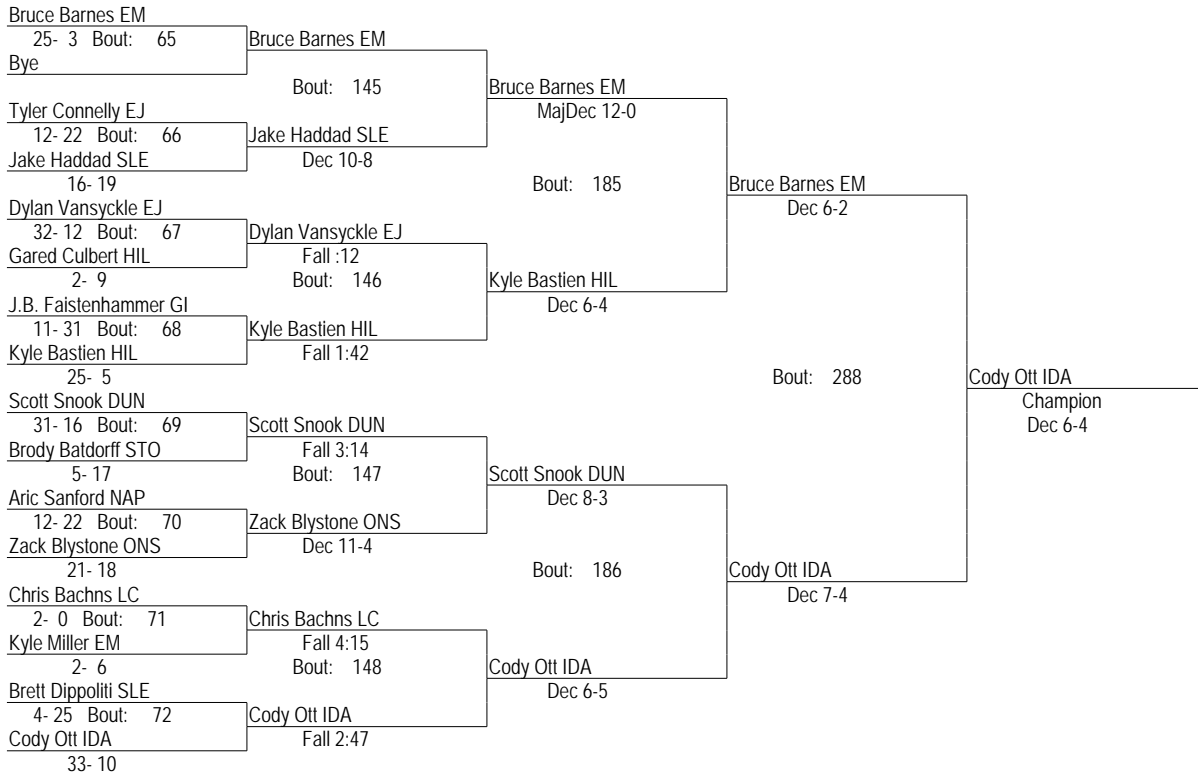 Bruce Barnes EM
25- 3 Bout: 65
Bruce Barnes EM
Bye
Bout: 145
Bruce Barnes EM
Tyler Connelly EJ
MajDec 12-0
12- 22 Bout: 66
Jake Haddad SLE
Jake Haddad SLE
Dec 10-8
16- 19
Bout: 185
Bruce Barnes EM
Dylan Vansyckle EJ
Dec 6-2
32- 12 Bout: 67
Dylan Vansyckle EJ
Gared Culbert HIL
Fall :12
2- 9
Bout: 146
Kyle Bastien HIL
J.B. Faistenhammer GI
Dec 6-4
11- 31 Bout: 68
Kyle Bastien HIL
Kyle Bastien HIL
Fall 1:42
25- 5
Bout: 288
Cody Ott IDA
Scott Snook DUN
Champion
31- 16 Bout: 69
Scott Snook DUN
Dec 6-4
Brody Batdorff STO
Fall 3:14
5- 17
Bout: 147
Scott Snook DUN
Aric Sanford NAP
Dec 8-3
12- 22 Bout: 70
Zack Blystone ONS
Zack Blystone ONS
Dec 11-4
21- 18
Bout: 186
Cody Ott IDA
Chris Bachns LC
Dec 7-4
2- 0 Bout: 71
Chris Bachns LC
Kyle Miller EM
Fall 4:15
2- 6
Bout: 148
Cody Ott IDA
Brett Dippoliti SLE
Dec 6-5
4- 25 Bout: 72
Cody Ott IDA
Cody Ott IDA
Fall 2:47
33- 10